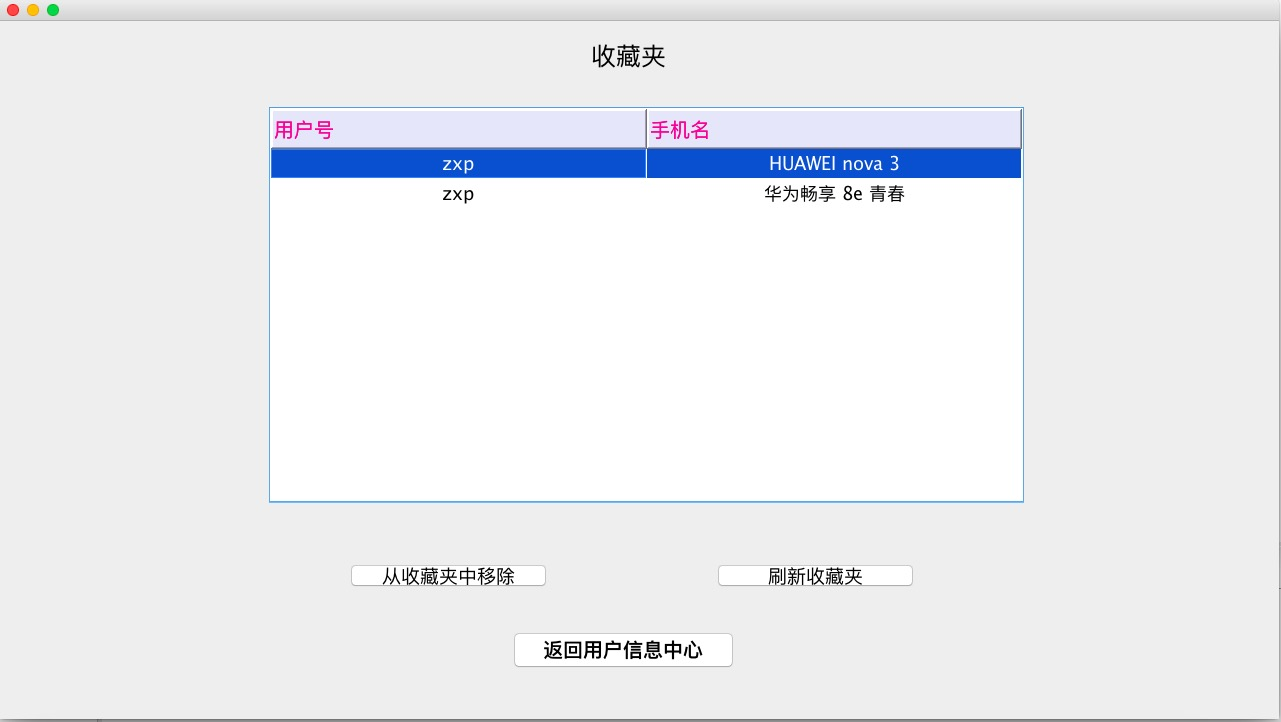 收藏夹
用户号 手机名
zxp HUAWEI nova 3
zxp 华为畅享 8e 青春
从收藏夹中移除 刷新收藏夹
返回用户信息中心